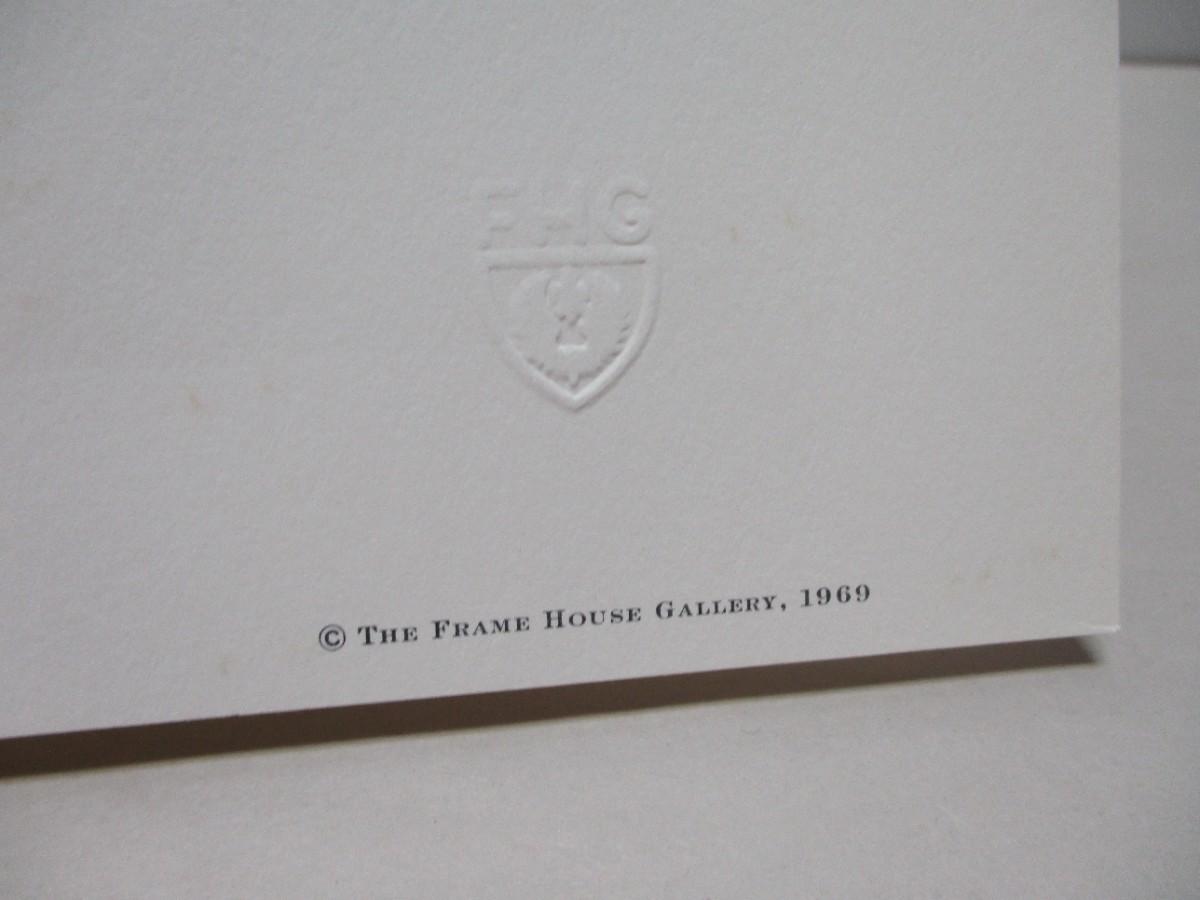 FHG
© THE FRAME HOUSE GALLERY, 1969